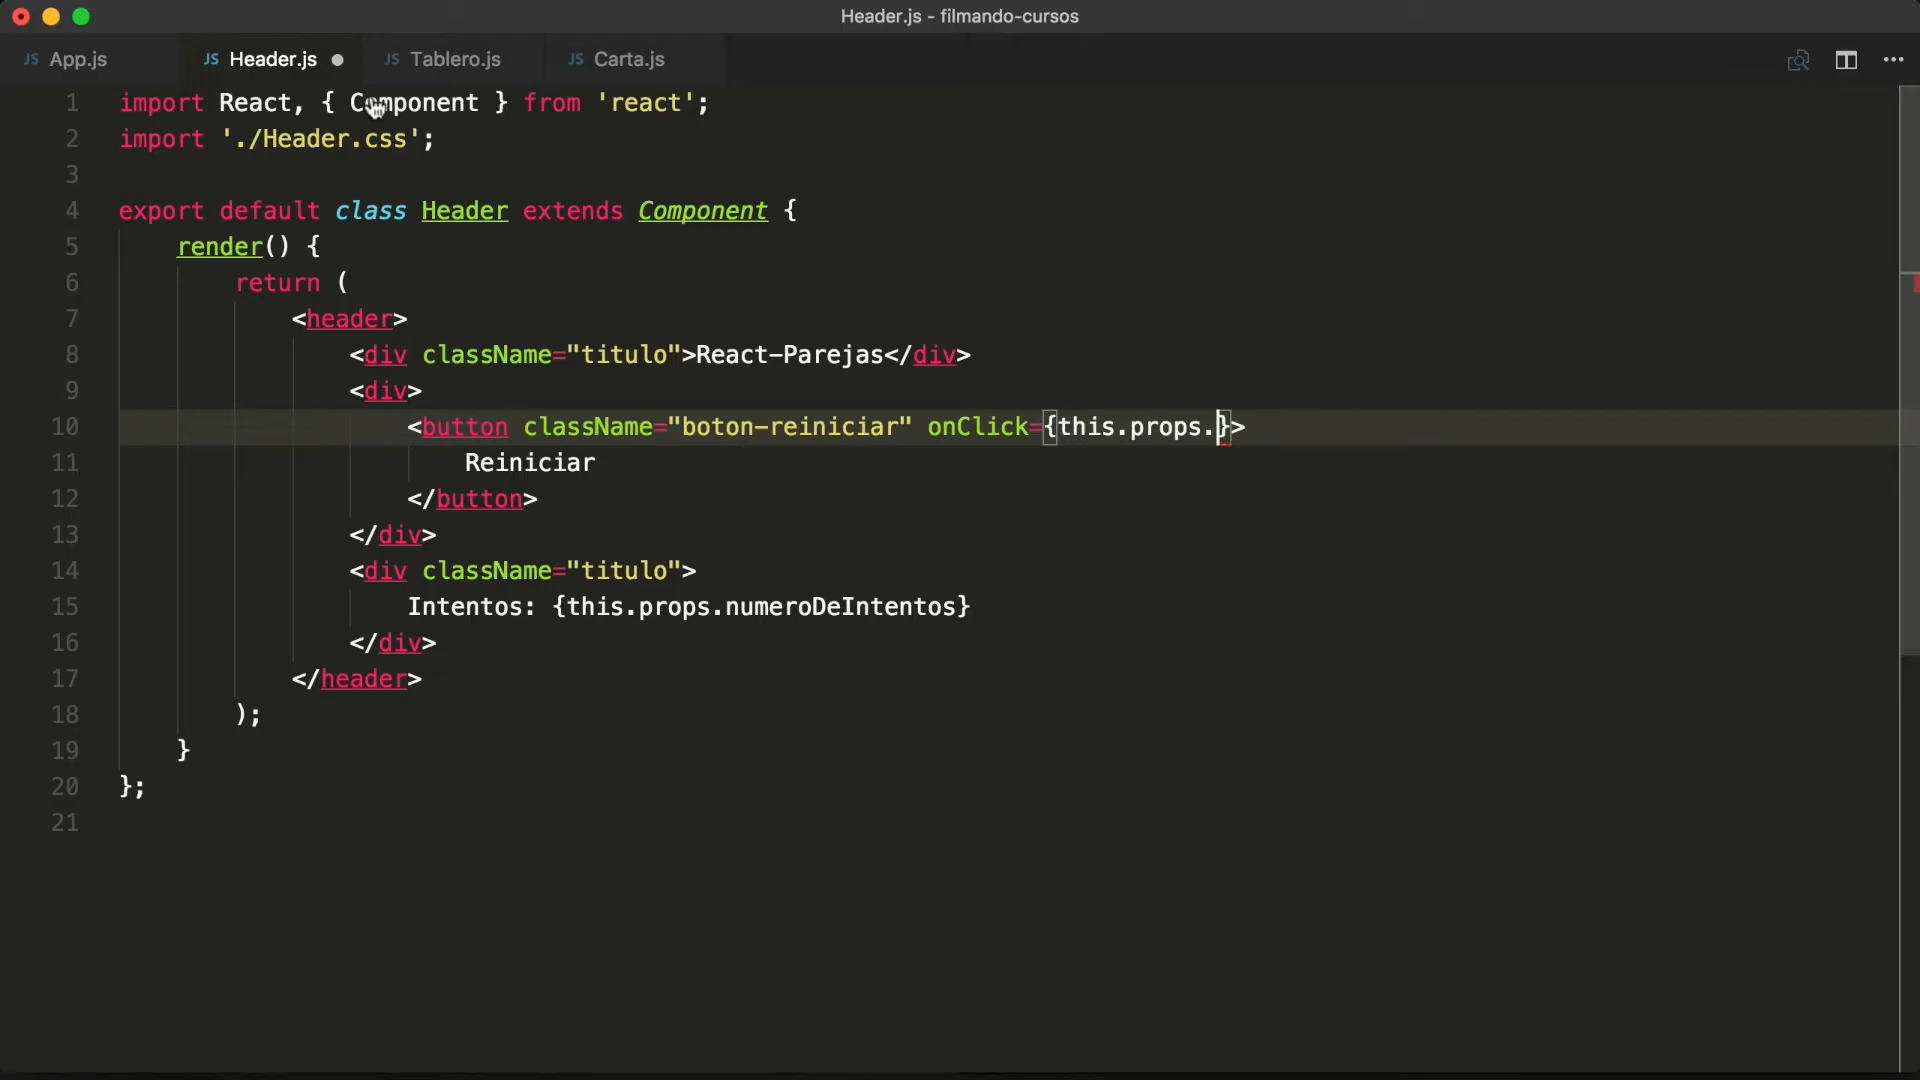 Header.js - filmando-cursos
JS App.js JS Header.js JS Tablero.js JS Carta.js
1 import React, { Component } from 'react';
2 import './Header.css';
3
4 export default class Header extends Component {
5 render() {
6 return (
7 <header>
8 <div className="titulo">React-Parejas</div>
9 <div>
10 <button className="boton-reiniciar" onClick={this.props.}>
11 Reiniciar
12 </button>
13 </div>
14 <div className="titulo">
15 Intentos: {this.props.numeroDeIntentos}
16 </div>
17 </header>
18 );
19 }
20 };
21